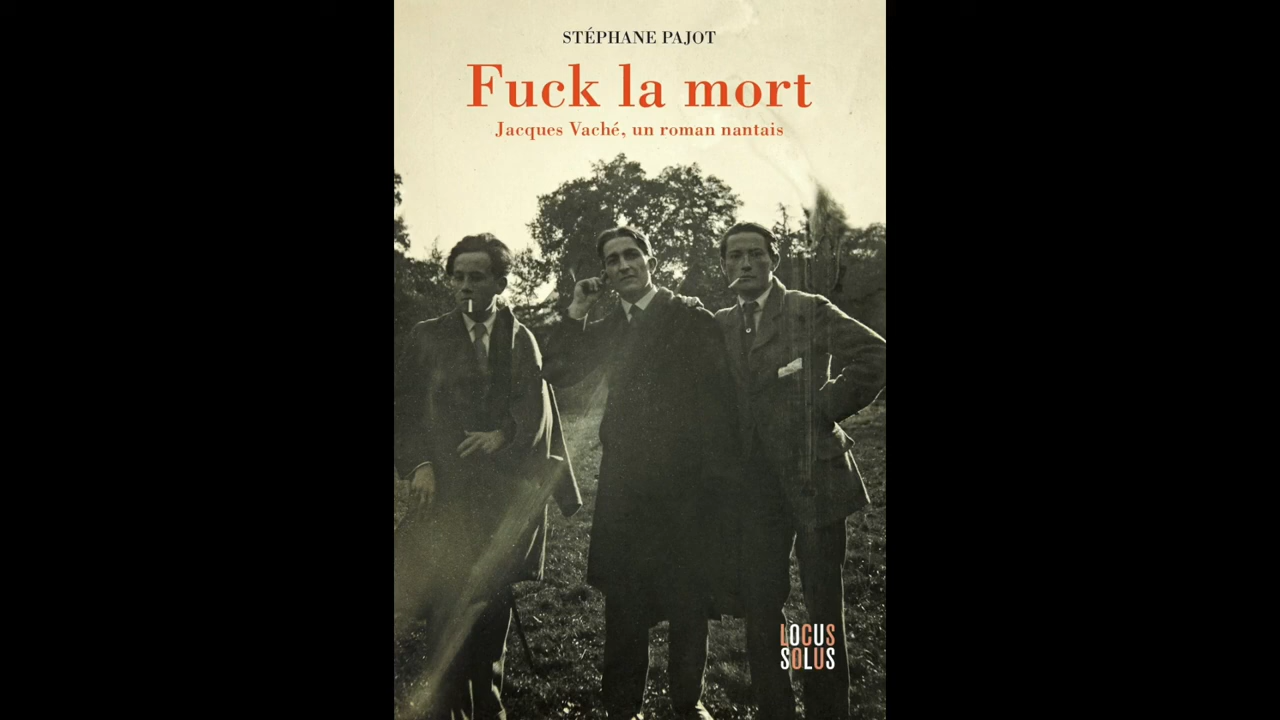 STÉPHANE PAJOT
Fuck la mort
Jacques Vaché, un roman nantais
LOCUS
SOLUS